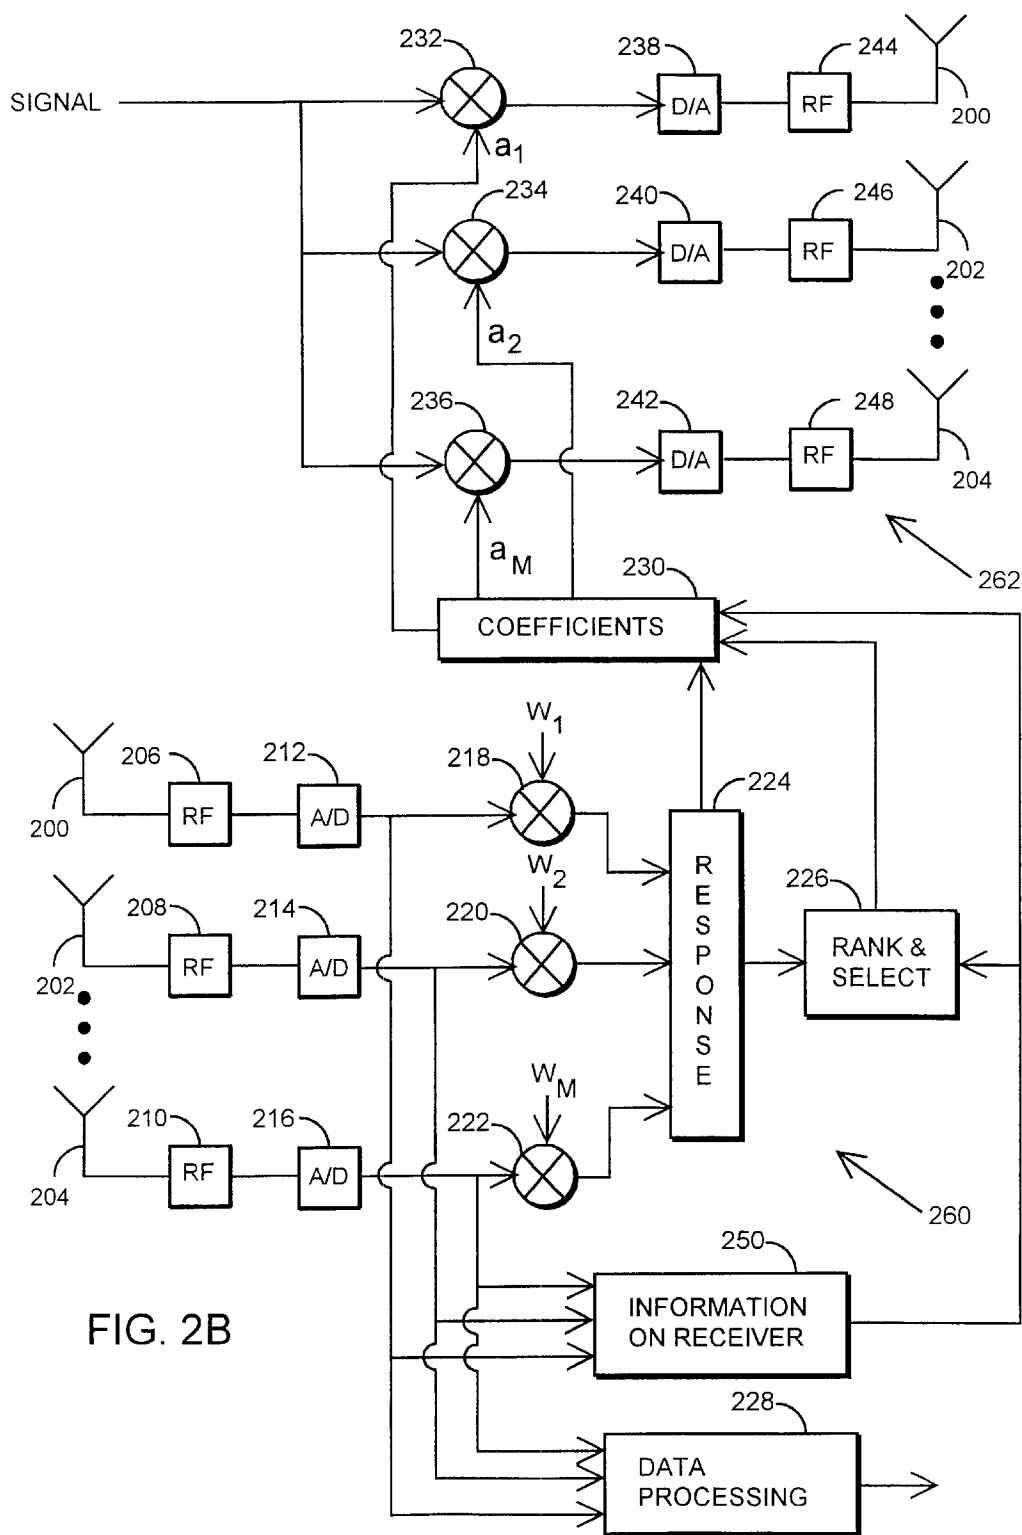 232
238
244
SIGNAL
D/A
RF
200
a1
234
240
246
D/A
RF
202
a2
236
242
248
D/A
RF
204
aM
230
262
COEFFICIENTS
W1
206
212
218
224
RF
A/D
200
RESPONSE
W2
226
208
214
220
RANK &
SELECT
RF
A/D
202
WM
210
216
222
RF
A/D
204
260
250
INFORMATION
ON RECEIVER
FIG. 2B
228
DATA
PROCESSING